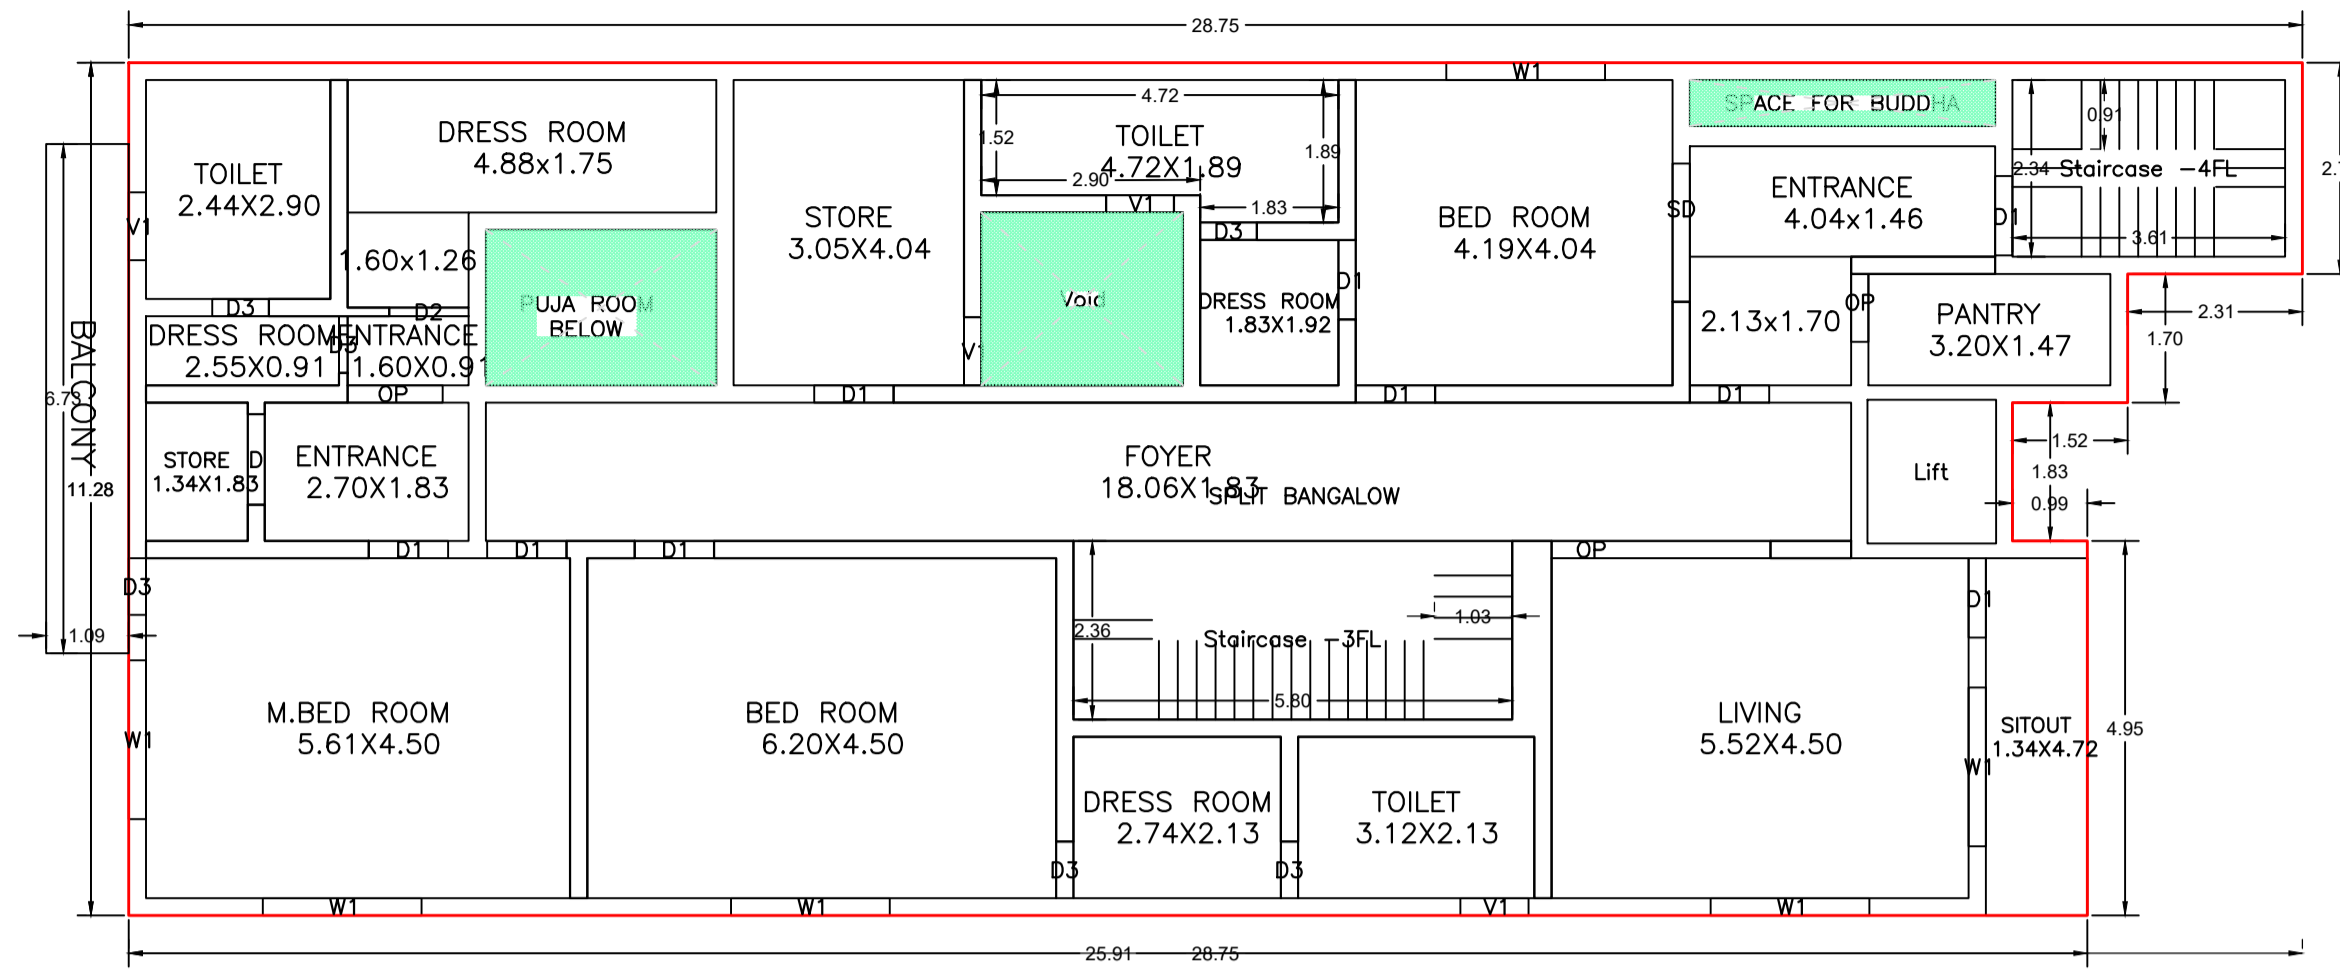 28.75
W1
SPACE FOR BUDDHA
4.72
TOILET
4.72X1.89
1.52
1.89
2.90
1.83
V1
D3
0.91
2.34
Staircase -4FL
3.61
D1
DRESS ROOM
4.88x1.75
TOILET
2.44X2.90
V1
STORE
3.05X4.04
BED ROOM
4.19X4.04
SD
ENTRANCE
4.04x1.46
1.60x1.26
PUJA ROOM
BELOW
Void
V1
DRESS ROOM
1.83X1.92
D1
2.13x1.70
OP
PANTRY
3.20X1.47
2.31
1.70
D3
D2
DRESS ROOM
2.55X0.91
D3
ENTRANCE
1.60X0.91
OP
D1
D1
D1
BALCONY
6.73
11.28
STORE
1.34X1.83
D
ENTRANCE
2.70X1.83
FOYER
18.06X1.83
SPLIT BANGALOW
Lift
1.52
1.83
0.99
D1
D1
D1
OP
D3
1.09
2.36
Staircase -3FL
1.03
5.80
D1
W1
M.BED ROOM
5.61X4.50
BED ROOM
6.20X4.50
LIVING
5.52X4.50
SITOUT
1.34X4.72
4.95
W1
DRESS ROOM
2.74X2.13
TOILET
3.12X2.13
D3
D3
W1
W1
V1
W1
25.91
28.75